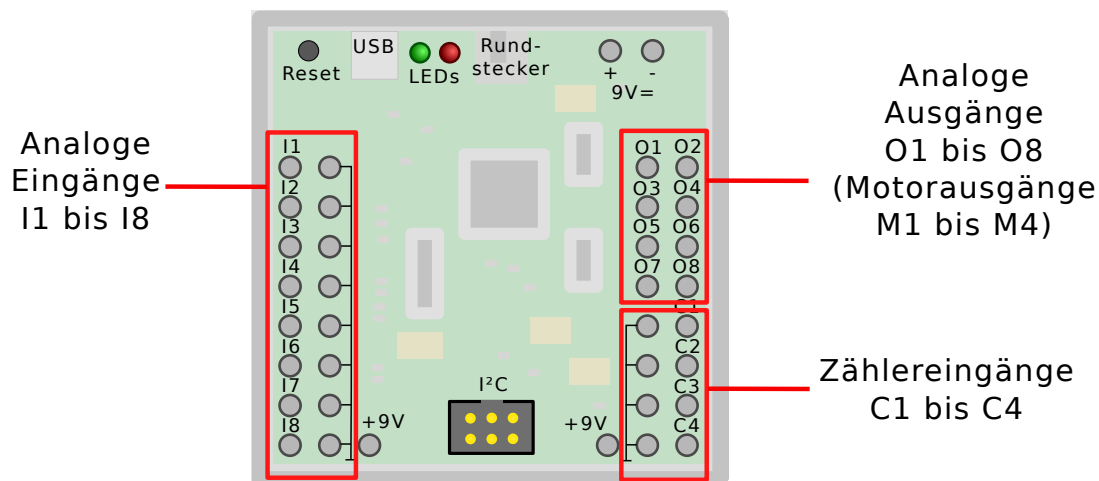 Reset
USB
LEDs
Rund-
stecker
+ -
9V=
Analoge
Eingänge
I1 bis I8
I1
I2
I3
I4
I5
I6
I7
I8
+9V
I²C
+9V
O1 O2
O3 O4
O5 O6
O7 O8
C1
C2
C3
C4
Analoge
Ausgänge
O1 bis O8
(Motorausgänge
M1 bis M4)
Zählereingänge
C1 bis C4